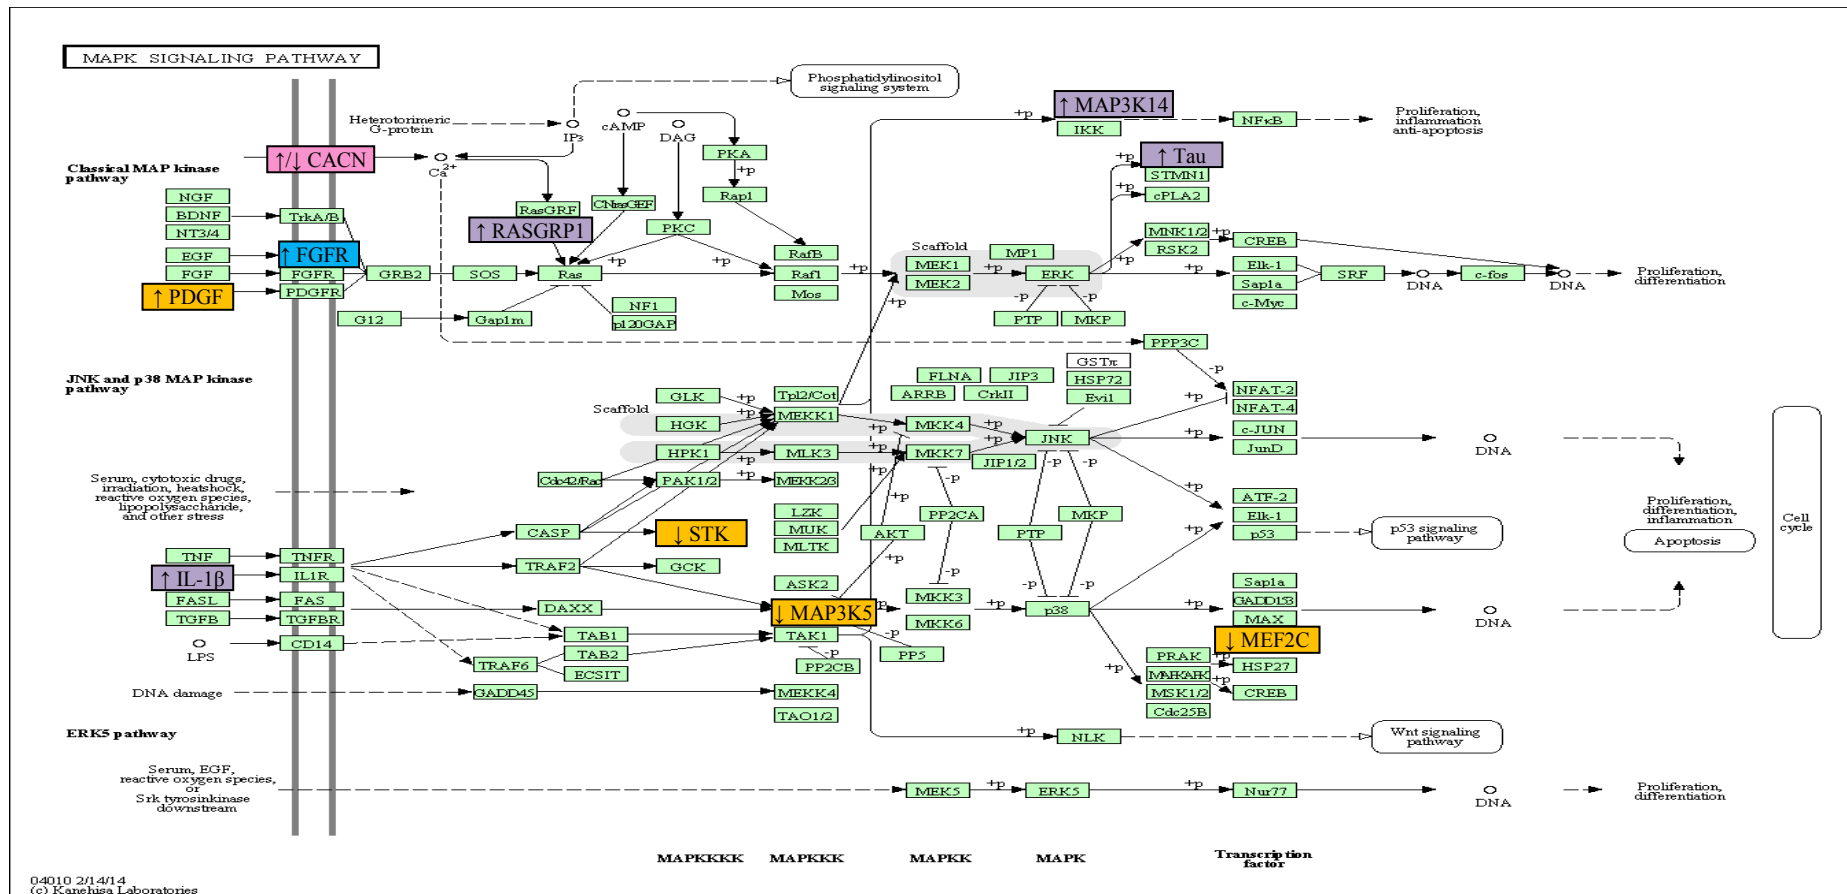 MAPK SIGNALING PATHWAY
Phosphatidylinositol
signaling system
Heterotorimeric
G-protein
IP3
cAMP
DAG
+p
↑ MAP3K14
IKK
NFκB
Proliferation,
inflammation
anti-apoptosis
↑/↓ CACN
Ca2+
PKA
+p
Classical MAP kinase
pathway
+p
↑ Tau
STMN1
cPLA2
+p
NGF
BDNF
NT3/4
EGF
FGF
↑ PDGF
TrkA/B
↑ FGFR
FGFR
PDGFR
RasGRF
CNrasGEF
Rap1
↑ RASGRP1
PKC
GRB2
SOS
Ras
+p
+p
RafB
Raf1
Mos
+p
Scaffold
MEK1
MEK2
MP1
+p
ERK
+p
+p
MNK1/2
RSK2
+p
CREB
Elk-1
Sap1a
c-Myc
SRF
DNA
c-fos
DNA
Proliferation,
differentiation
G12
Gap1m
NF1
p120GAP
+p
-p
-p
PTP
MKP
PPP3C
-p
JNK and p38 MAP kinase
pathway
GSTπ
HSP72
Evi1
FLNA
JIP3
ARRB
CrkII
NFAT-2
NFAT-4
GLK
+p
+p
Tpl2/Cot
MEKK1
Scaffold
HGK
+p
MKK4
+p
JNK
+p
+p
c-JUN
JunD
DNA
HPK1
+p
MLK3
+p
MKK7
+p
JIP1/2
-p
-p
-p
+p
Serum, cytotoxic drugs,
irradiation, heatshock,
reactive oxygen species,
lipopolysaccharide,
and other stress
Cdc42/Rac
PAK1/2
+p
MEKK2/3
+p
LZK
MUK
MLTK
PP2CA
MKP
PTP
AKT
ATF-2
Elk-1
p53
+p
p53 signaling
pathway
Proliferation,
differentiation,
inflammation
Apoptosis
Cell
cycle
CASP
↓ STK
TNF
TNFR
↑ IL-1β
IL1R
TRAF2
GCK
+p
-p
-p
-p
ASK2
FASL
FAS
DAXX
↓ MAP3K5
+p
+p
MKK3
MKK6
+p
p38
+p
Sap1a
GADD153
MAX
↓ MEF2C
DNA
TGFB
TGFBR
LPS
CD14
TAB1
TAB2
ECSIT
TRAF6
TAK1
-p
-p
PP2CB
PP5
+p
PRAK
MAPKAPK
MSK1/2
Cdc25B
+p
+p
HSP27
CREB
DNA damage
GADD45
MEKK4
TAO1/2
ERK5 pathway
+p
NLK
Wnt signaling
pathway
Serum, EGF,
reactive oxygen species,
or
Srk tyrosinkinase
downstream
MEK5
+p
ERK5
+p
Nur77
DNA
Proliferation,
differentiation
MAPKKKK
MAPKKK
MAPKK
MAPK
Transcription
factor
04010 2/14/14
(c) Kanehisa Laboratories